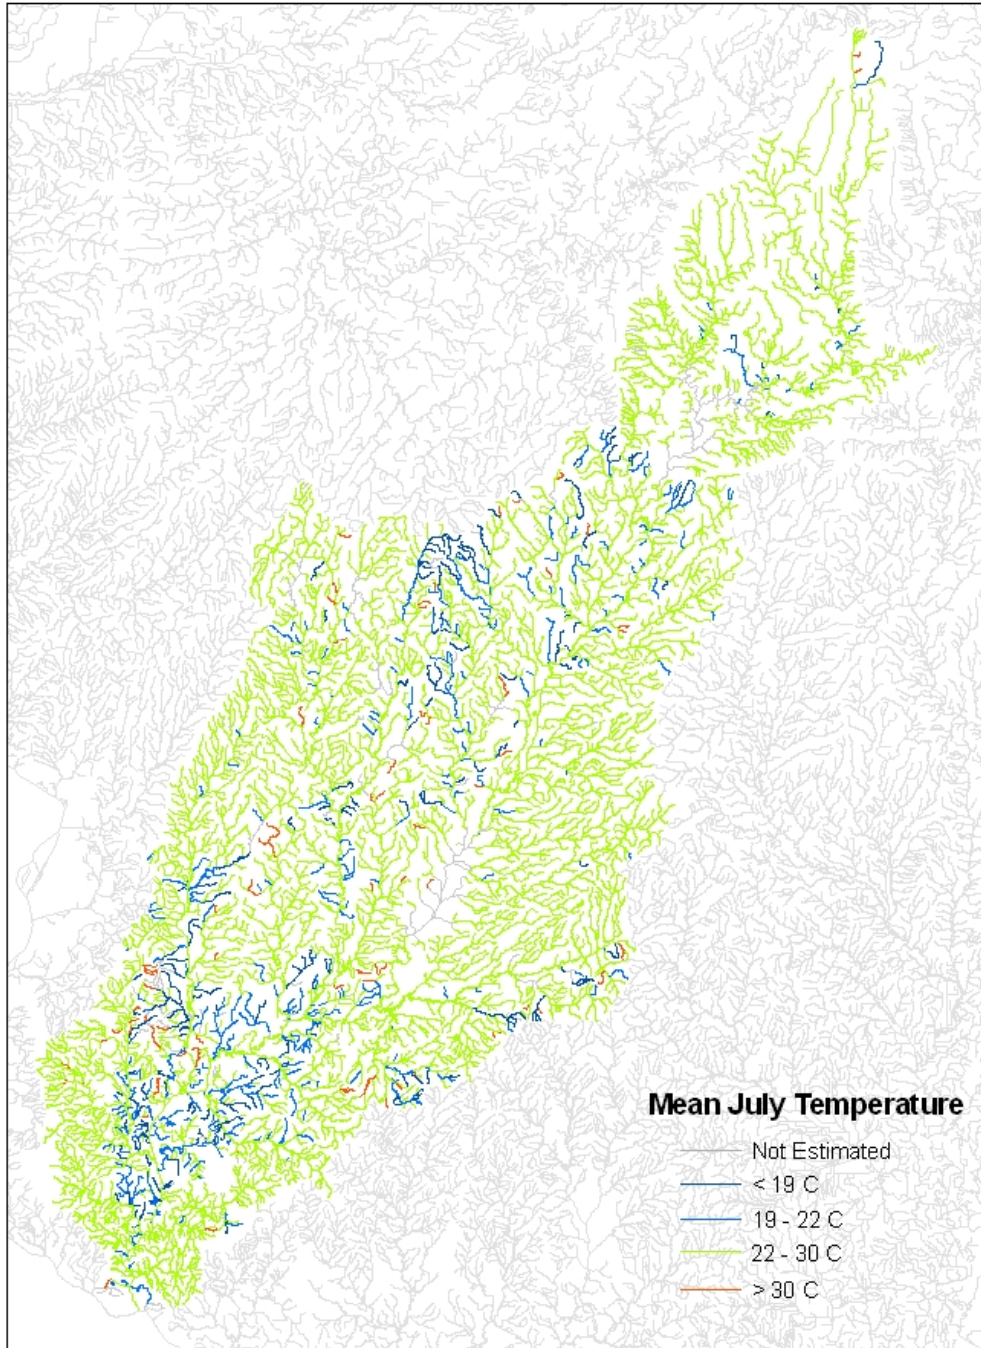 Mean July Temperature
Not Estimated
< 19 C
19 - 22 C
22 - 30 C
> 30 C